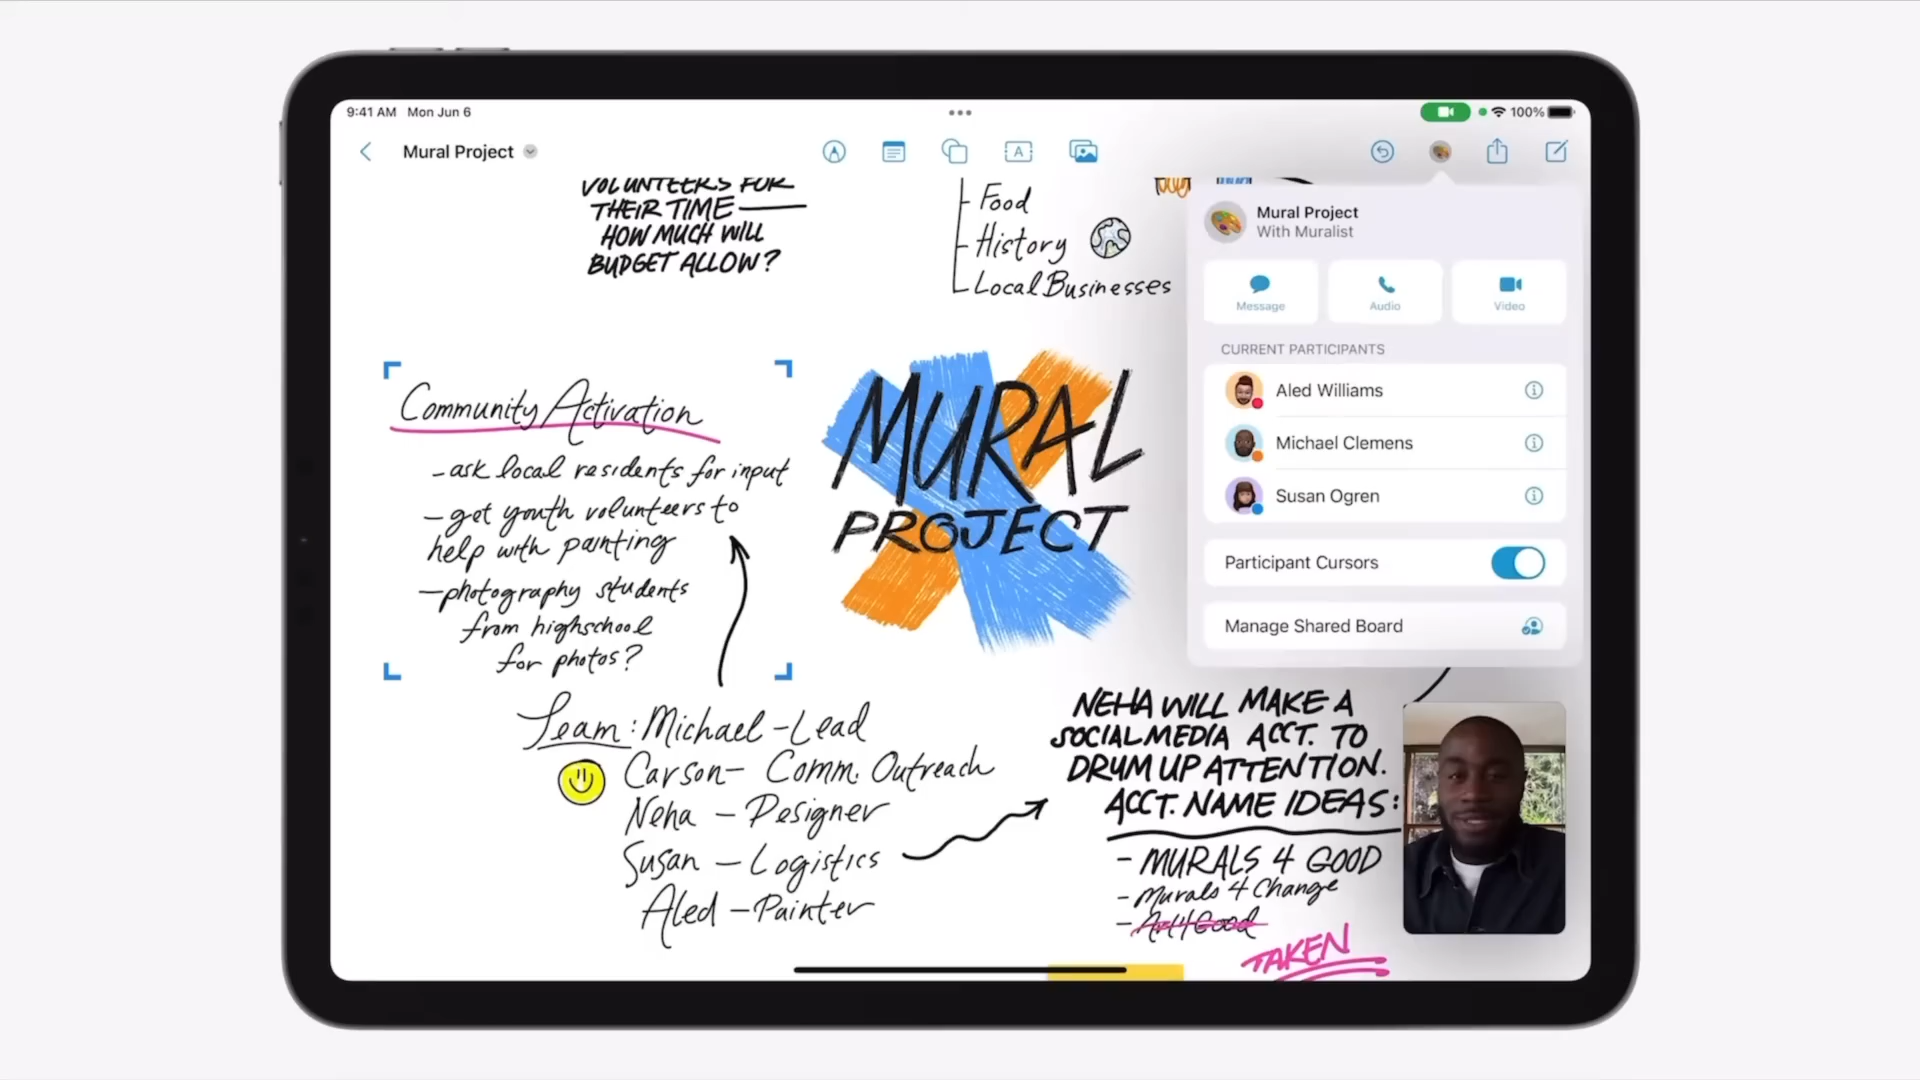 9:41 AM Mon Jun 6
100%
Mural Project
VOLUNTEERS FOR
THEIR TIME —
HOW MUCH WILL
BUDGET ALLOW?
Food
History
Local Businesses
Community Activation
- ask local residents for input
- get youth volunteers to
help with painting
- photography students
from highschool
for photos?
MURAL
PROJECT
Team: Michael - Lead
Carson - Comm. Outreach
Neha - Designer
Susan - Logistics
Aled - Painter
NEHA WILL MAKE A
SOCIAL MEDIA ACCT. TO
DRUM UP ATTENTION.
ACCT. NAME IDEAS:
- MURALS 4 GOOD
- Murals 4 Change
- Art4Good
TAKEN
Mural Project
With Muralist
Message
Audio
Video
CURRENT PARTICIPANTS
Aled Williams
Michael Clemens
Susan Ogren
Participant Cursors
Manage Shared Board